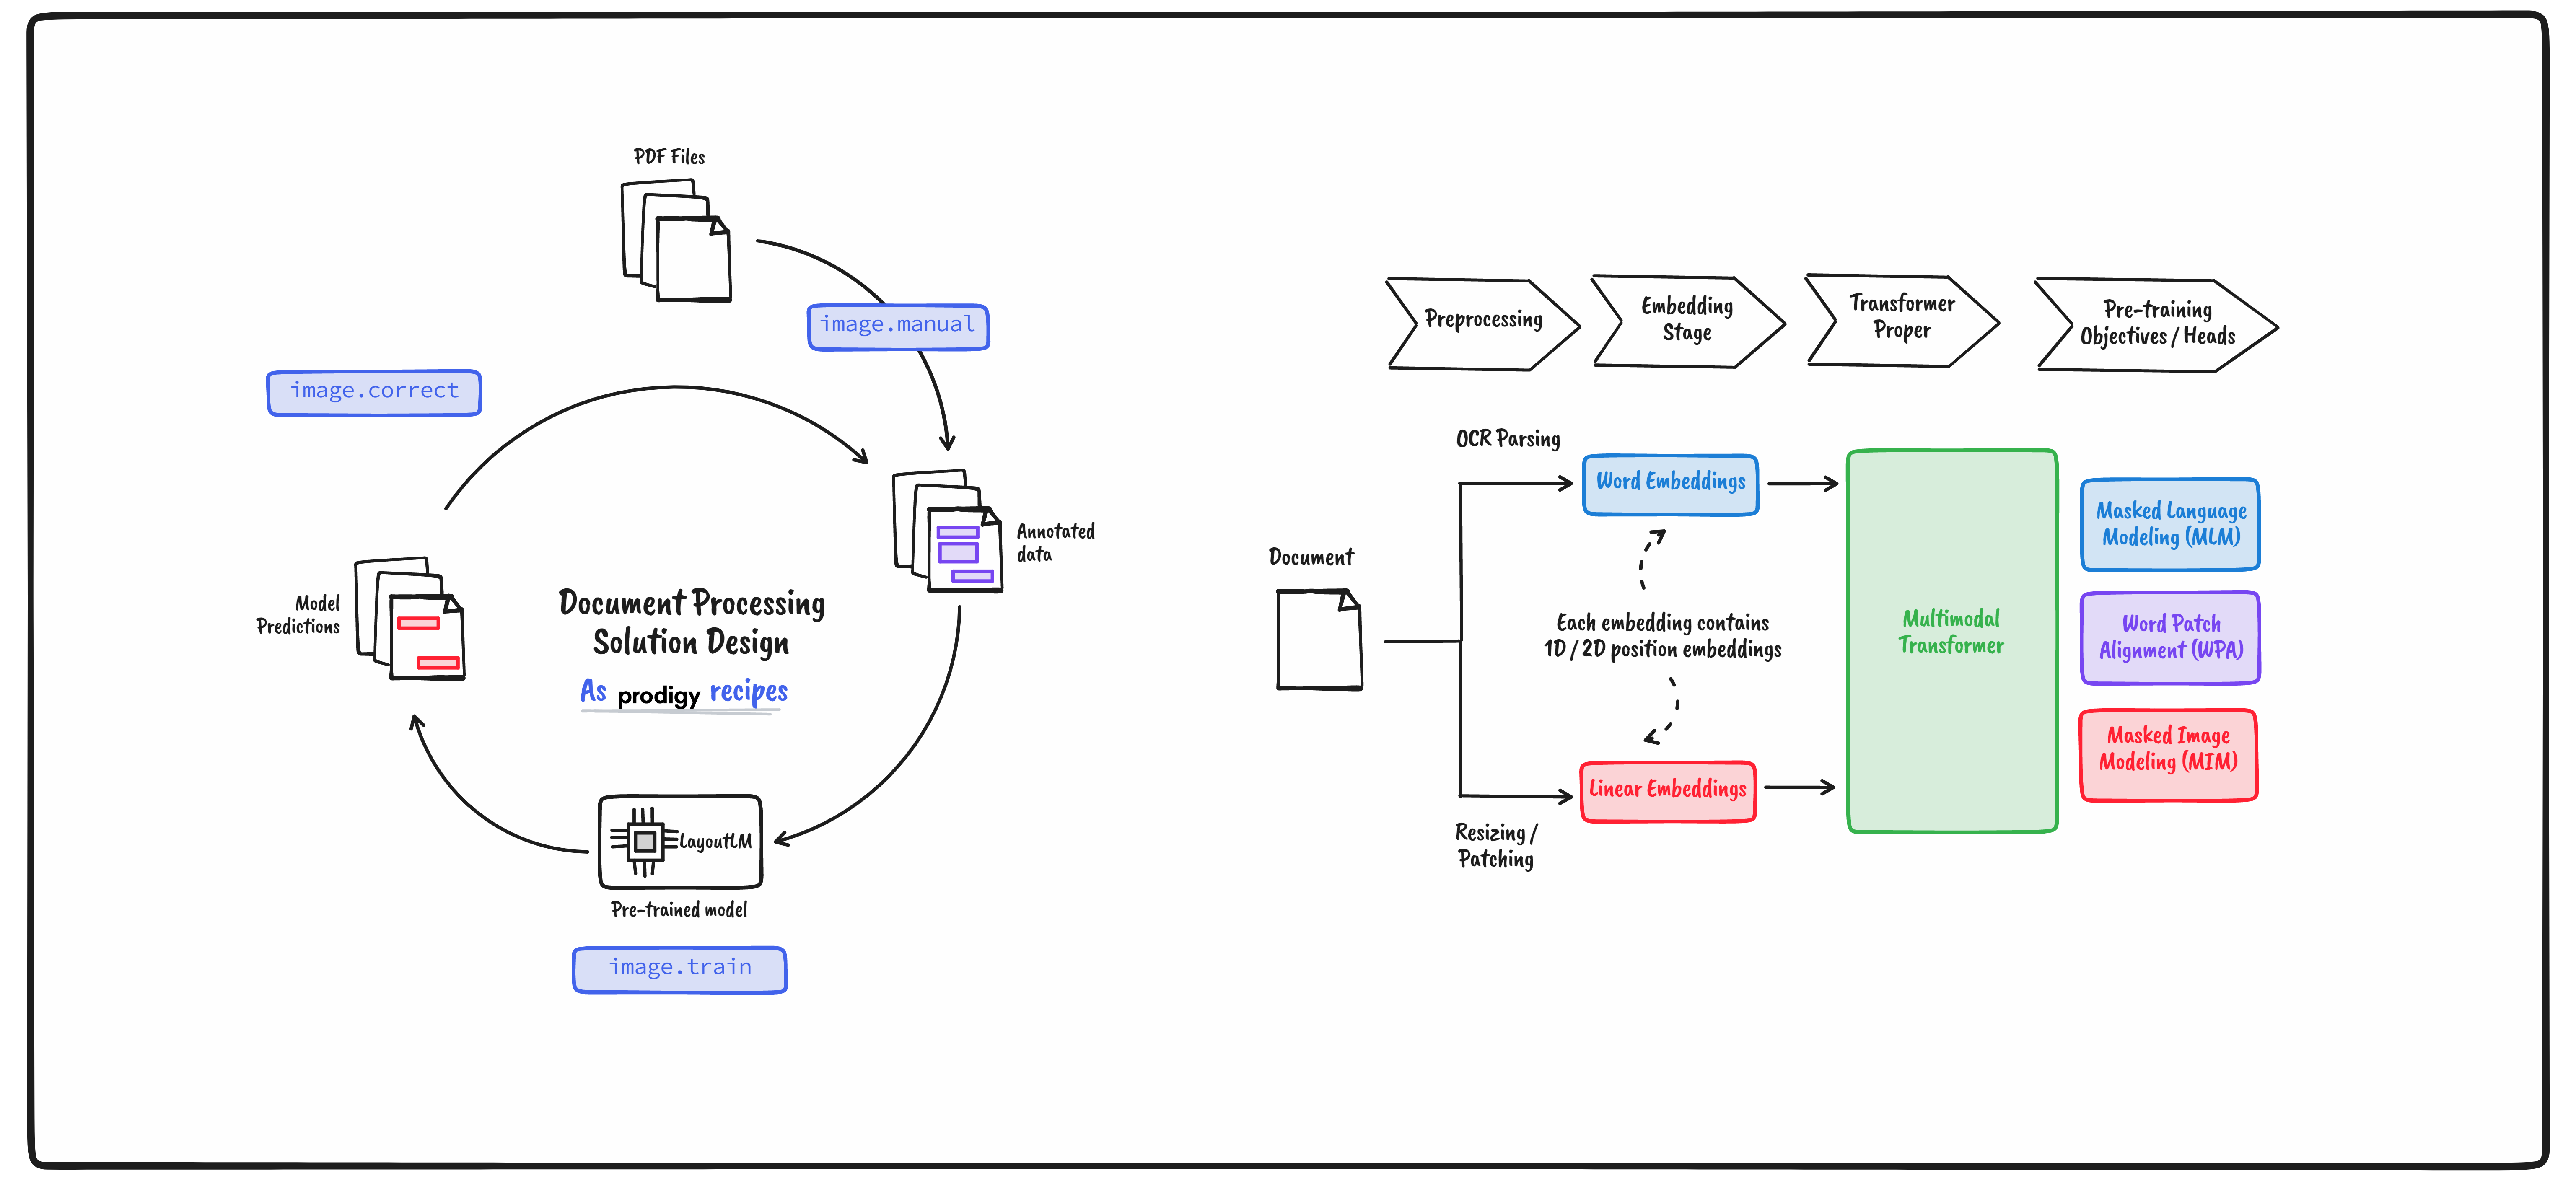 PDF Files
image.manual
image.correct
Annotated
data
Model
Predictions
Document Processing
Solution Design
As prodigy recipes
LayoutLM
Pre-trained model
image.train
Preprocessing
Embedding
Stage
Transformer
Proper
Pre-training
Objectives / Heads
OCR Parsing
Word Embeddings
Document
Each embedding contains
1D / 2D position embeddings
Linear Embeddings
Resizing /
Patching
Multimodal
Transformer
Masked Language
Modeling (MLM)
Word Patch
Alignment (WPA)
Masked Image
Modeling (MIM)